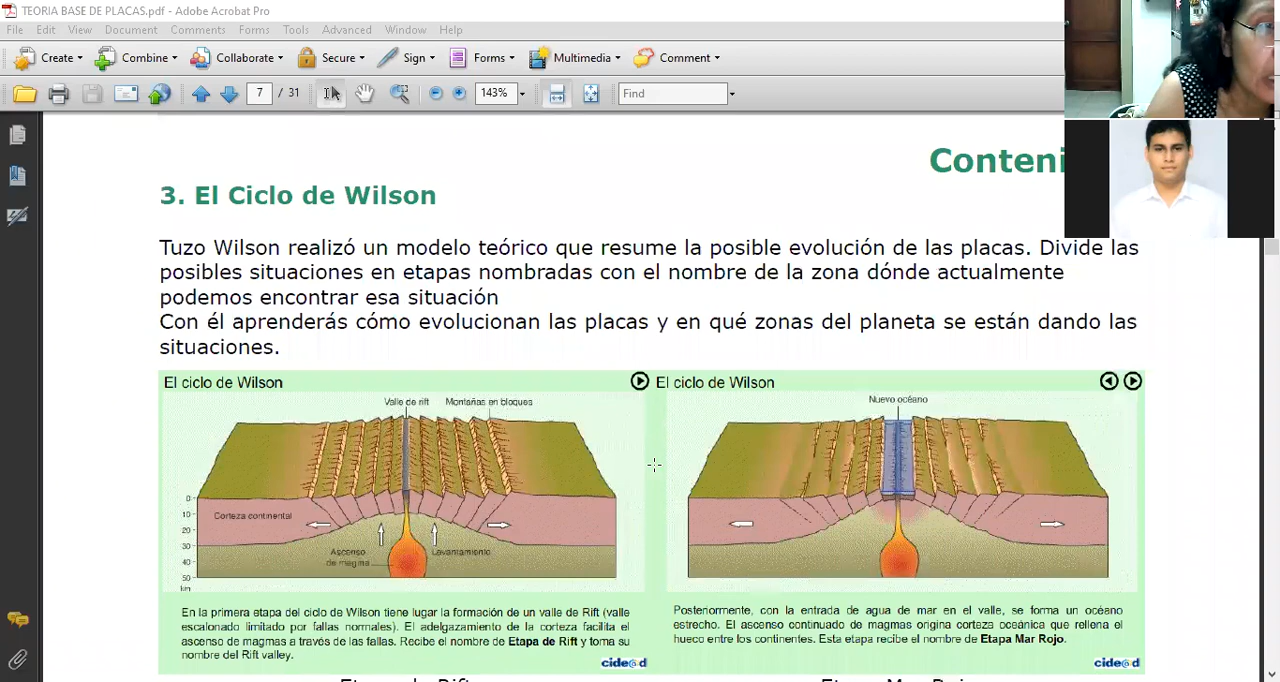 TEORIA BASE DE PLACAS.pdf - Adobe Acrobat Pro
File Edit View Document Comments Forms Tools Advanced Window Help
Create Combine Collaborate Secure Sign Forms Multimedia Comment
7 / 31 143% Find
Conteni
3. El Ciclo de Wilson
Tuzo Wilson realizó un modelo teórico que resume la posible evolución de las placas. Divide las
posibles situaciones en etapas nombradas con el nombre de la zona dónde actualmente
podemos encontrar esa situación
Con él aprenderás cómo evolucionan las placas y en qué zonas del planeta se están dando las
situaciones.
El ciclo de Wilson
Valle de rift Montañas en bloques
0
10
20
30
40
50
km
Corteza continental
Ascenso
de magma
Levantamiento
En la primera etapa del ciclo de Wilson tiene lugar la formación de un valle de Rift (valle
escalonado limitado por fallas normales). El adelgazamiento de la corteza facilita el
ascenso de magmas a través de las fallas. Recibe el nombre de Etapa de Rift y toma su
nombre del Rift valley.
cidead
El ciclo de Wilson
Nuevo océano
Posteriormente, con la entrada de agua de mar en el valle, se forma un océano
estrecho. El ascenso continuado de magmas origina corteza oceánica que rellena el
hueco entre los continentes. Esta etapa recibe el nombre de Etapa Mar Rojo.
cidead